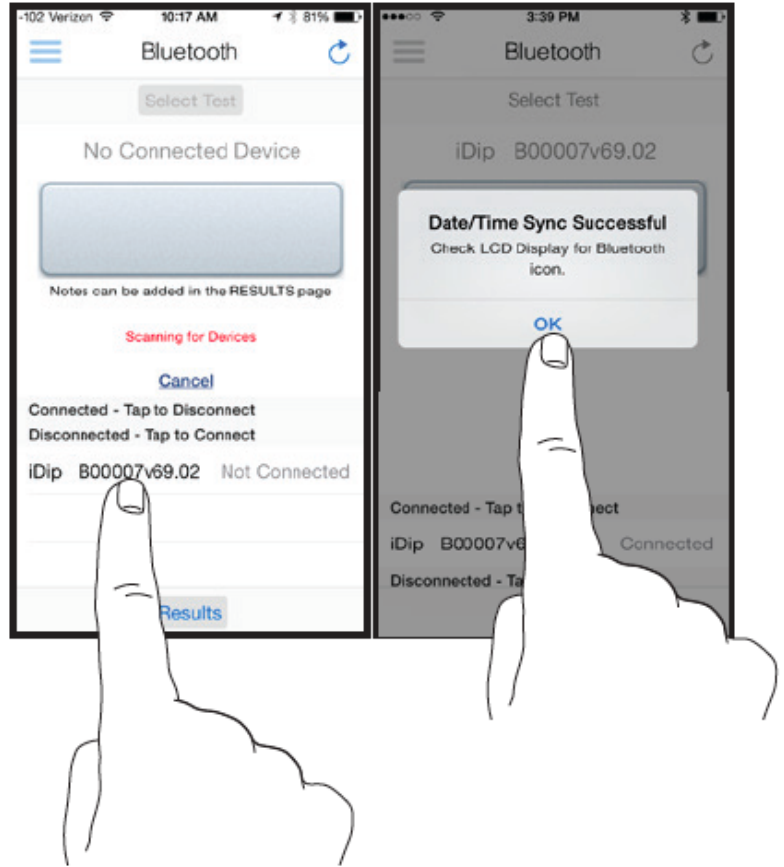 -102 Verizon 10:17 AM 81%
Bluetooth
Select Test
No Connected Device
Notes can be added in the RESULTS page
Scanning for Devices
Cancel
Connected - Tap to Disconnect
Disconnected - Tap to Connect
iDip B00007v69.02 Not Connected
Results
3:39 PM
Bluetooth
Select Test
iDip B00007v69.02
Date/Time Sync Successful
Check LCD Display for Bluetooth
icon.
OK
Connected - Tap t nect
iDip B00007v6 Connected
Disconnected - Ta